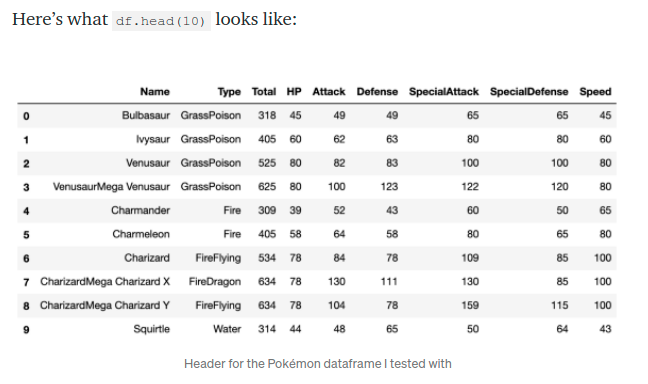 Here’s what df.head(10) looks like:
Name Type Total HP Attack Defense SpecialAttack SpecialDefense Speed
0 Bulbasaur GrassPoison 318 45 49 49 65 65 45
1 Ivysaur GrassPoison 405 60 62 63 80 80 60
2 Venusaur GrassPoison 525 80 82 83 100 100 80
3 VenusaurMega Venusaur GrassPoison 625 80 100 123 122 120 80
4 Charmander Fire 309 39 52 43 60 50 65
5 Charmeleon Fire 405 58 64 58 80 65 80
6 Charizard FireFlying 534 78 84 78 109 85 100
7 CharizardMega Charizard X FireDragon 634 78 130 111 130 85 100
8 CharizardMega Charizard Y FireFlying 634 78 104 78 159 115 100
9 Squirtle Water 314 44 48 65 50 64 43
Header for the Pokémon dataframe I tested with